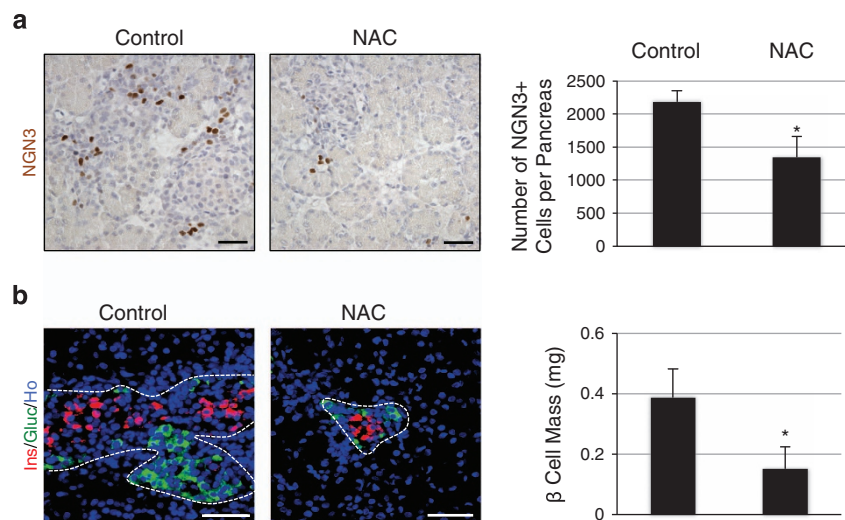 a
Control
NAC
NGN3
Number of NGN3+
Cells per Pancreas
Control
NAC
2500
2000
1500
1000
500
0
*
b
Control
NAC
Ins/Gluc/Ho
β Cell Mass (mg)
0.6
0.4
0.2
0
*